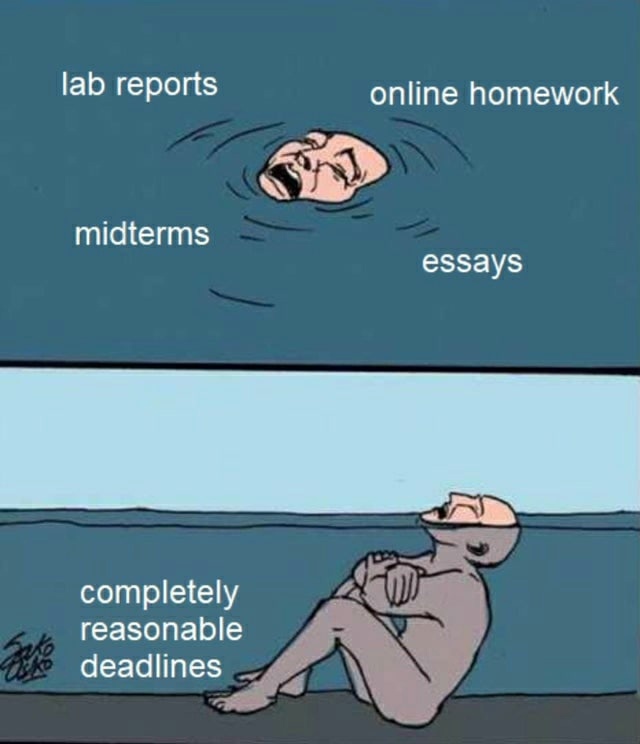 lab reports
online homework
midterms
essays
completely
reasonable
deadlines